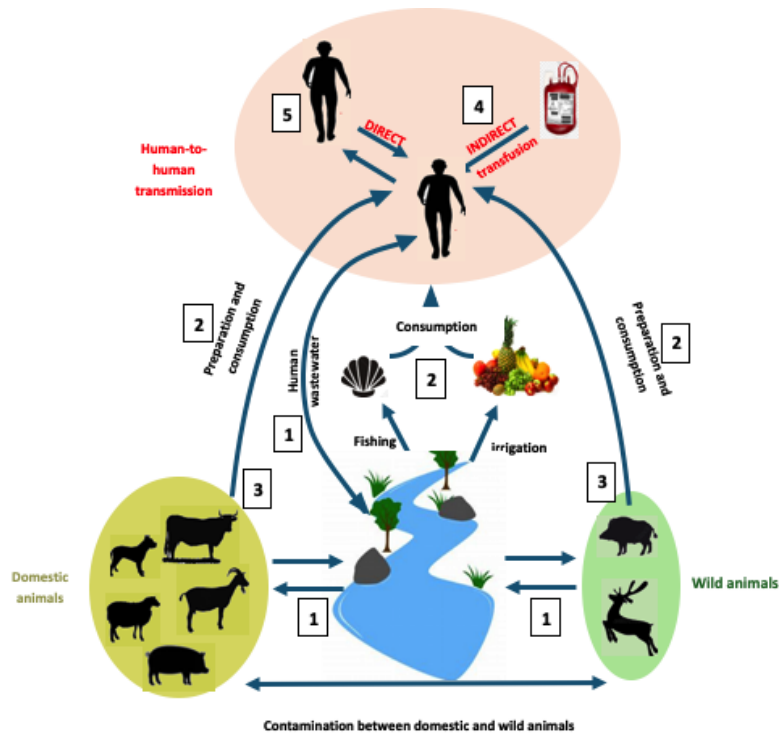 5
4
DIRECT
INDIRECT
transfusion
Human-to-
human
transmission
2
Preparation and
consumption
Human
wastewater
1
Consumption
2
Fishing
irrigation
Preparation and
consumption
2
3
3
Domestic
animals
1
1
Wild animals
Contamination between domestic and wild animals